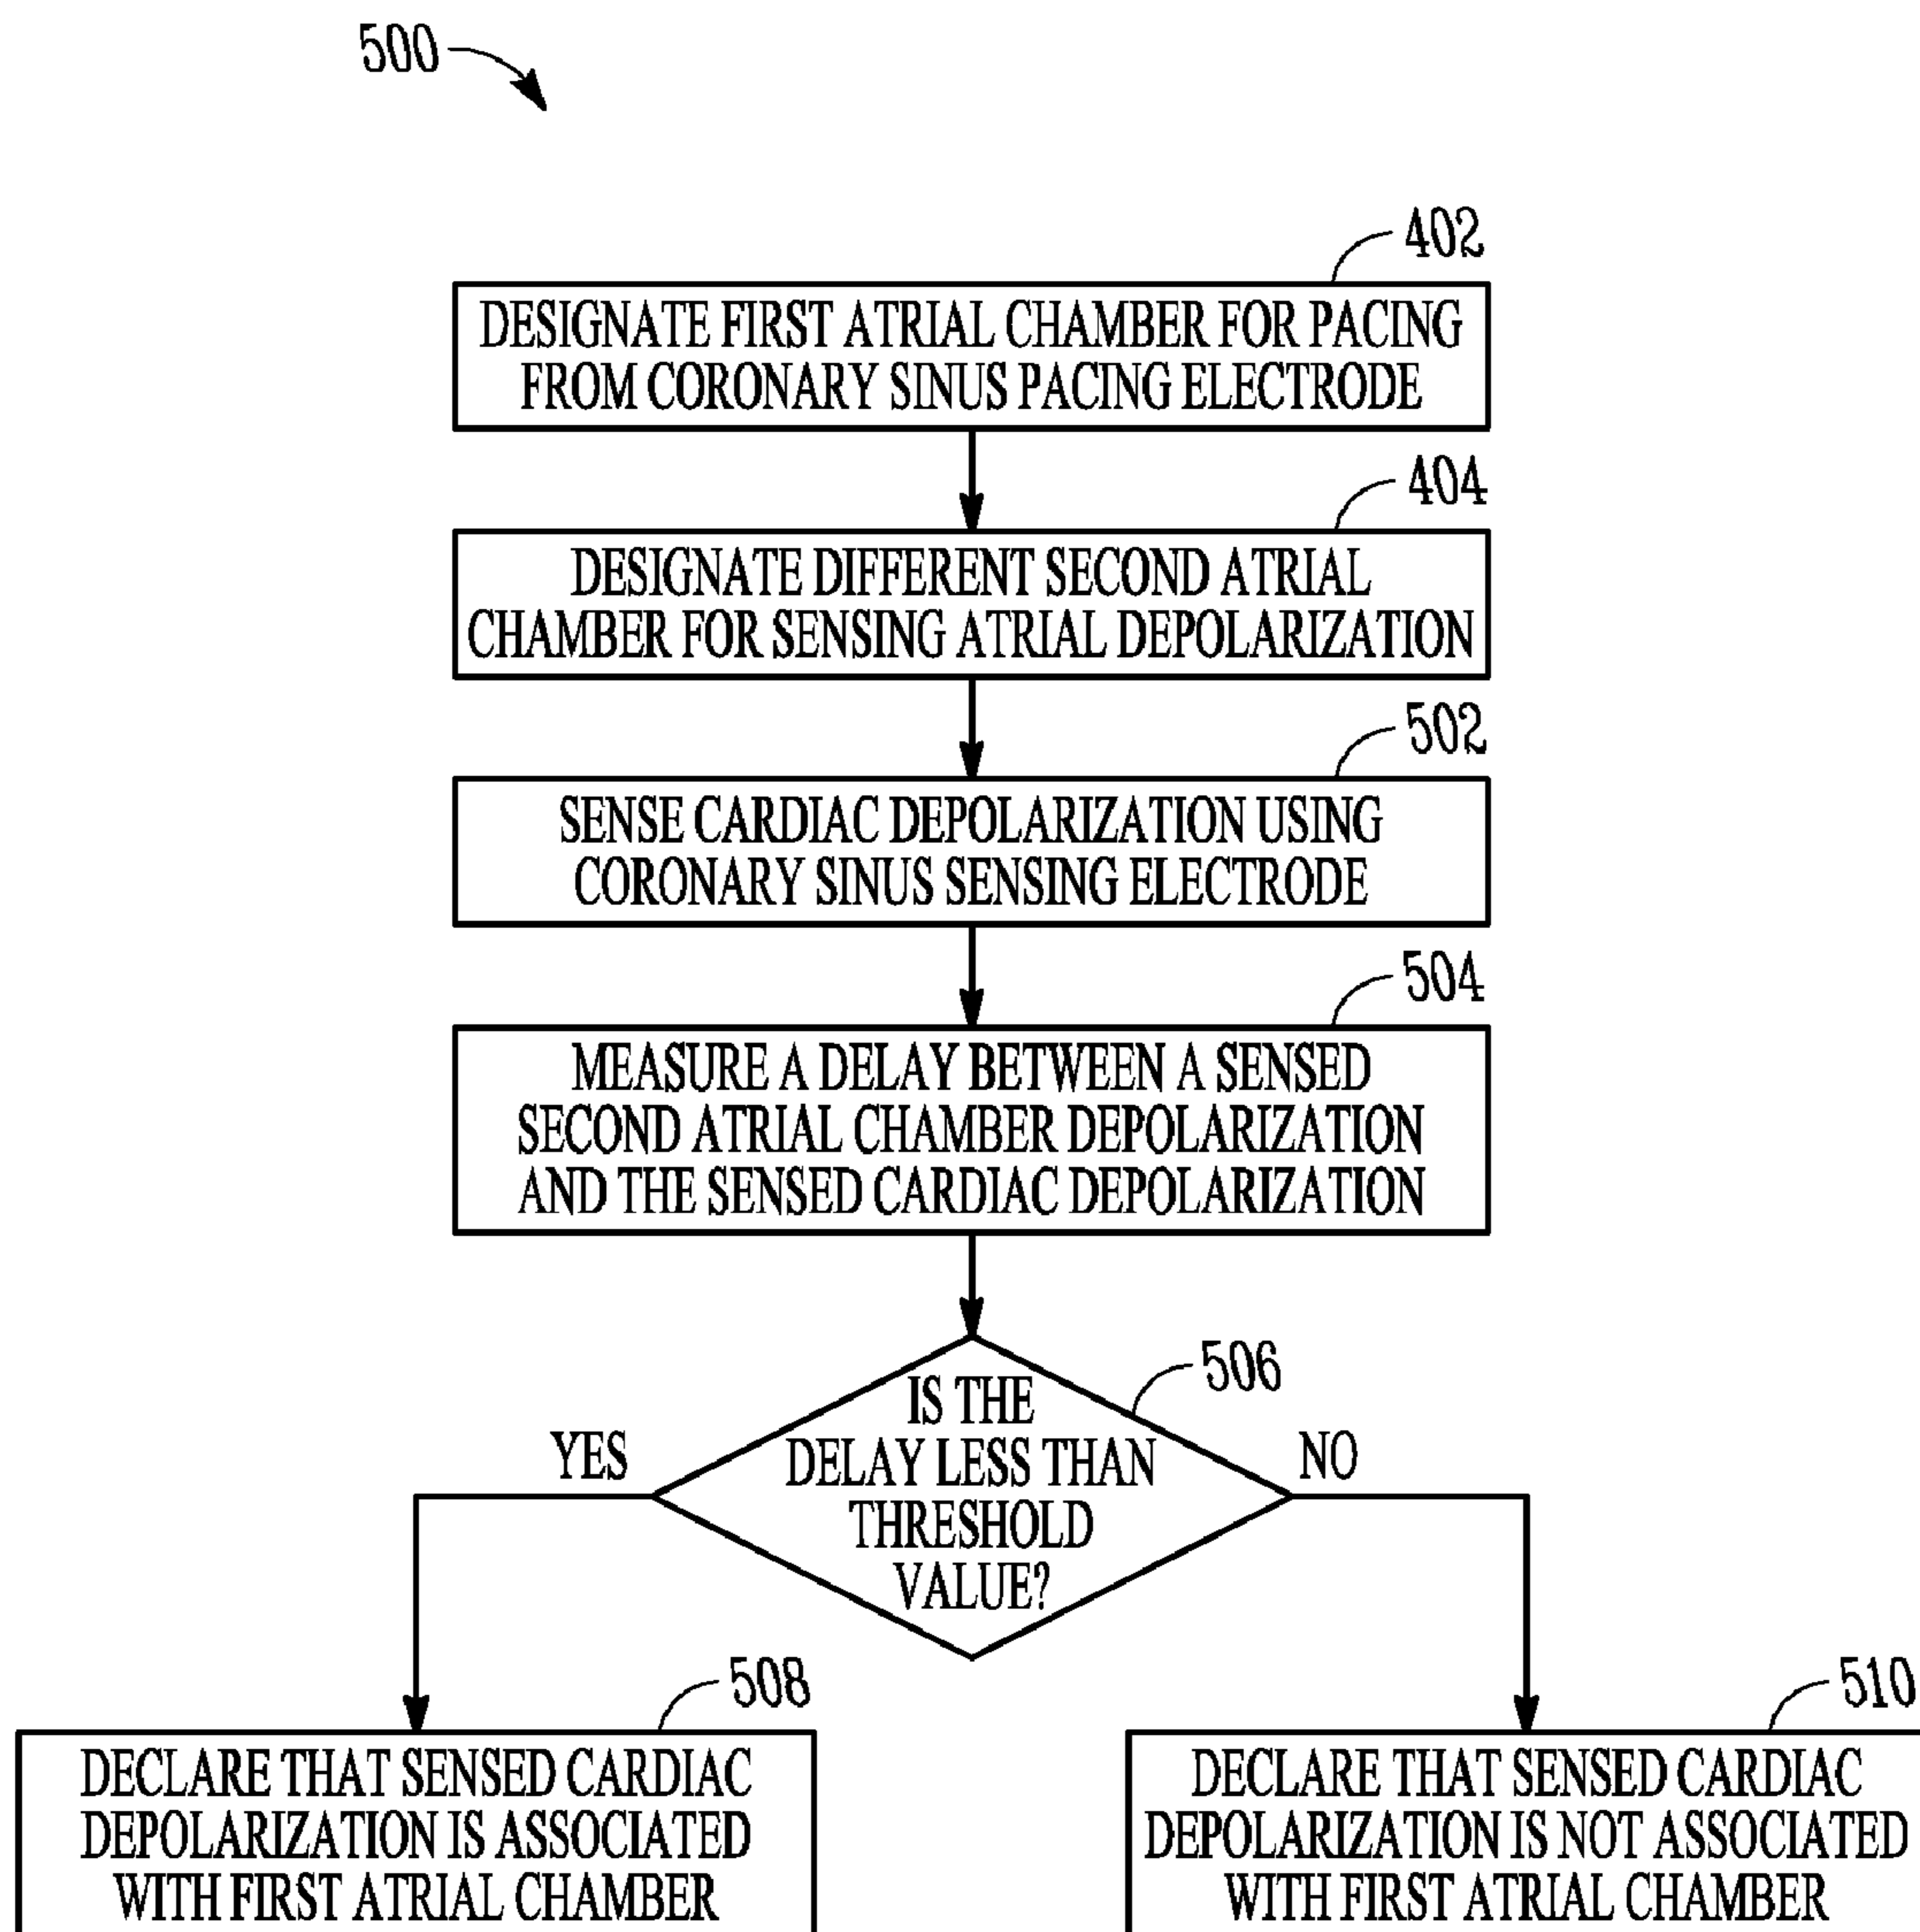 500
402
DESIGNATE FIRST ATRIAL CHAMBER FOR PACING
FROM CORONARY SINUS PACING ELECTRODE
404
DESIGNATE DIFFERENT SECOND ATRIAL
CHAMBER FOR SENSING ATRIAL DEPOLARIZATION
502
SENSE CARDIAC DEPOLARIZATION USING
CORONARY SINUS SENSING ELECTRODE
504
MEASURE A DELAY BETWEEN A SENSED
SECOND ATRIAL CHAMBER DEPOLARIZATION
AND THE SENSED CARDIAC DEPOLARIZATION
506
IS THE
DELAY LESS THAN
THRESHOLD
VALUE?
YES
NO
508
DECLARE THAT SENSED CARDIAC
DEPOLARIZATION IS ASSOCIATED
WITH FIRST ATRIAL CHAMBER
510
DECLARE THAT SENSED CARDIAC
DEPOLARIZATION IS NOT ASSOCIATED
WITH FIRST ATRIAL CHAMBER